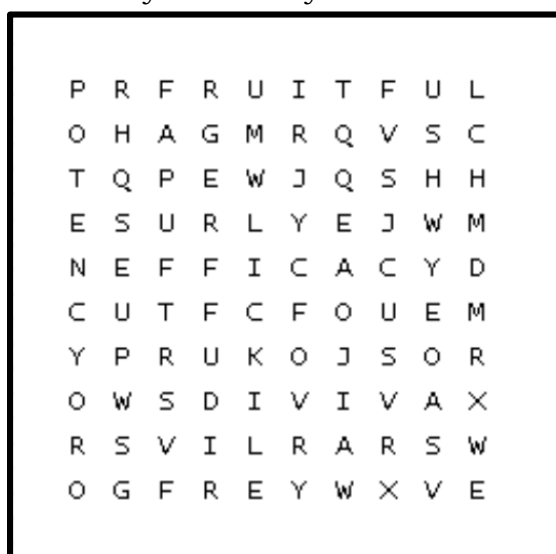 P R F R U I T F U L
O H A G M R Q V S C
T Q P E W J Q S H H
E S U R L Y E J W M
N E F F I C A C Y D
C U T F C F O U E M
Y P R U K O J S O R
O W S D I V I V A X
R S V I L R A R S W
O G F R E Y W X V E